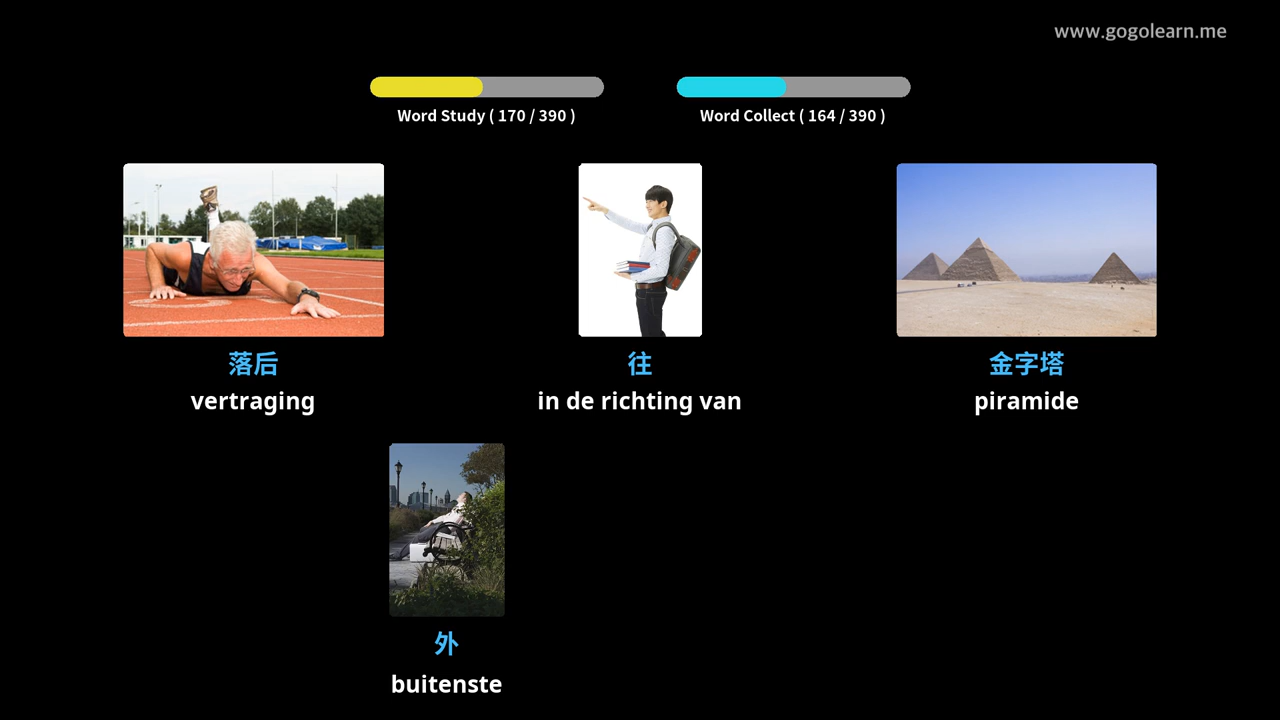 www.gogolearn.me
Word Study ( 170 / 390 )
Word Collect ( 164 / 390 )
落后
vertraging
往
in de richting van
金字塔
piramide
外
buitenste